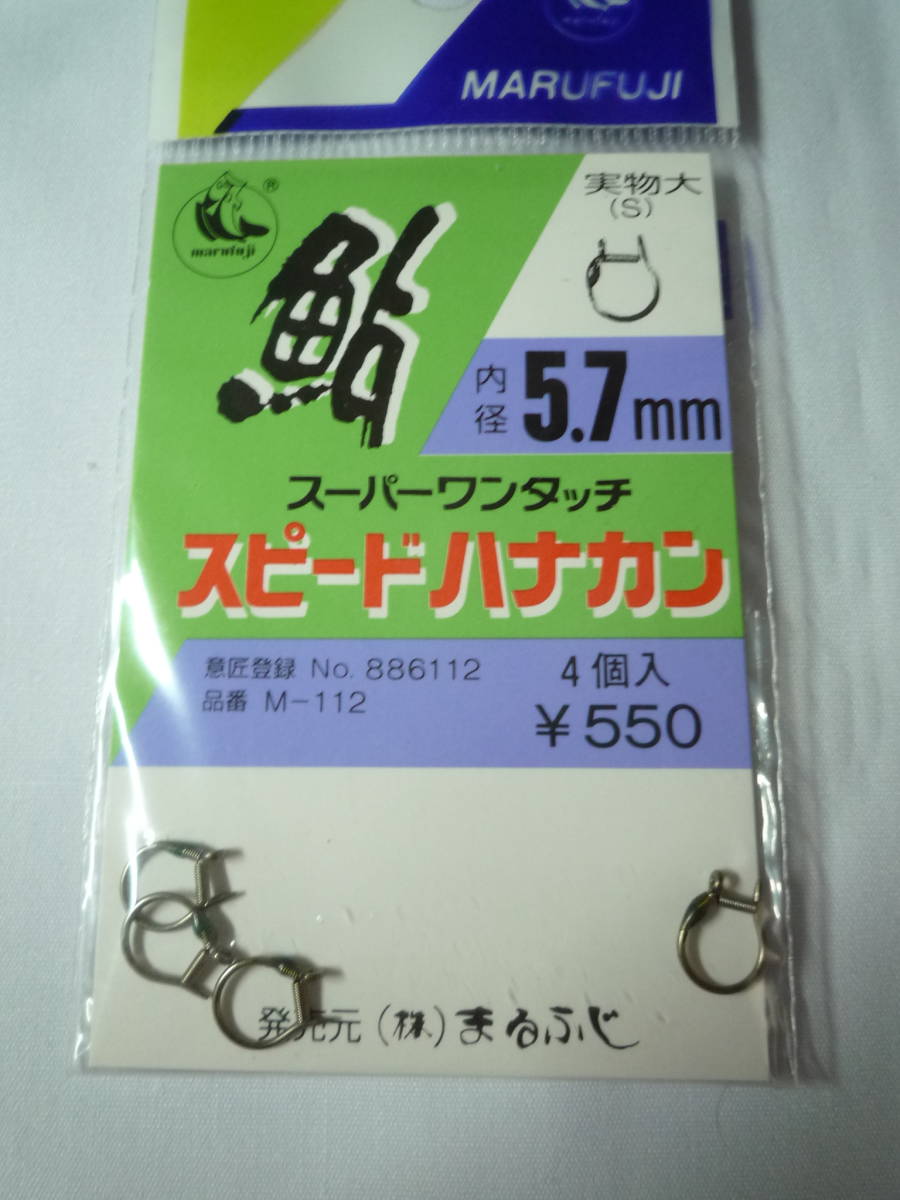 MARUFUJI
marufuji
®
実物大
(S)
鮎
内径 5.7mm
スーパーワンタッチ
スピードハナカン
意匠登録 No. 886112
品番 M-112
4個入
¥550
発売元(株)まるふじ